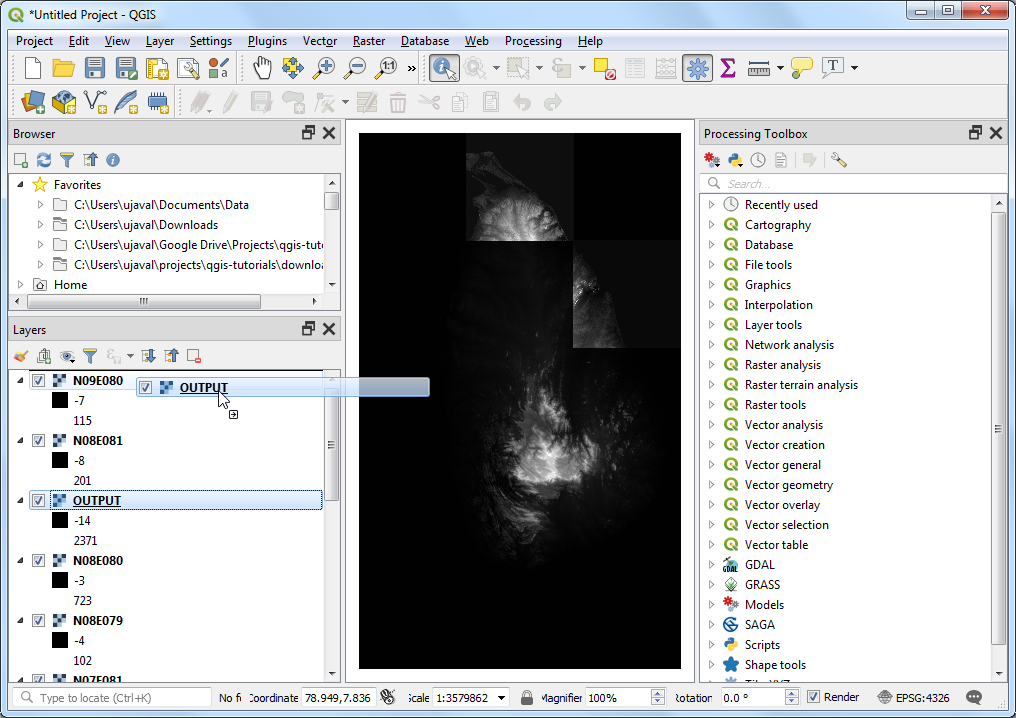 *Untitled Project - QGIS
Project Edit View Layer Settings Plugins Vector Raster Database Web Processing Help
1:1 »
T
Browser
Favorites
C:\Users\ujaval\Documents\Data
C:\Users\ujaval\Downloads
C:\Users\ujaval\Google Drive\Projects\qgis-tut
C:\Users\ujaval\projects\qgis-tutorials\downlo
Home
Layers
N09E080
OUTPUT
-7
115
N08E081
-8
201
OUTPUT
-14
2371
N08E080
-3
723
N08E079
-4
102
N07E081
Processing Toolbox
Search...
Recently used
Cartography
Database
File tools
Graphics
Interpolation
Layer tools
Network analysis
Raster analysis
Raster terrain analysis
Raster tools
Vector analysis
Vector creation
Vector general
Vector geometry
Vector overlay
Vector selection
Vector table
GDAL
GRASS
Models
SAGA
Scripts
Shape tools
Type to locate (Ctrl+K) No fi Coordinate 78.949,7.836 Scale 1:3579862 Magnifier 100% Rotation 0.0 ° Render EPSG:4326